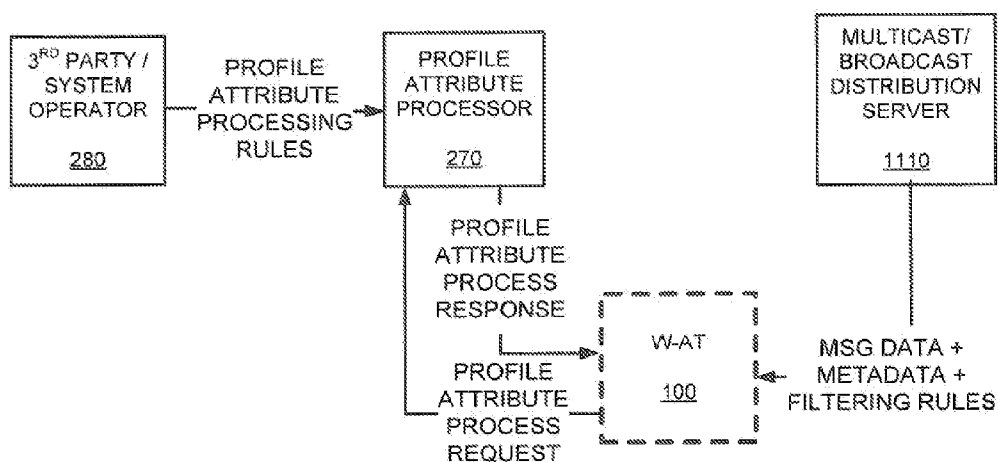 3RD PARTY /
SYSTEM
OPERATOR
280
PROFILE
ATTRIBUTE
PROCESSING
RULES
PROFILE
ATTRIBUTE
PROCESSOR
270
MULTICAST/
BROADCAST
DISTRIBUTION
SERVER
1110
PROFILE
ATTRIBUTE
PROCESS
RESPONSE
W-AT
100
MSG DATA +
METADATA +
FILTERING RULES
PROFILE
ATTRIBUTE
PROCESS
REQUEST